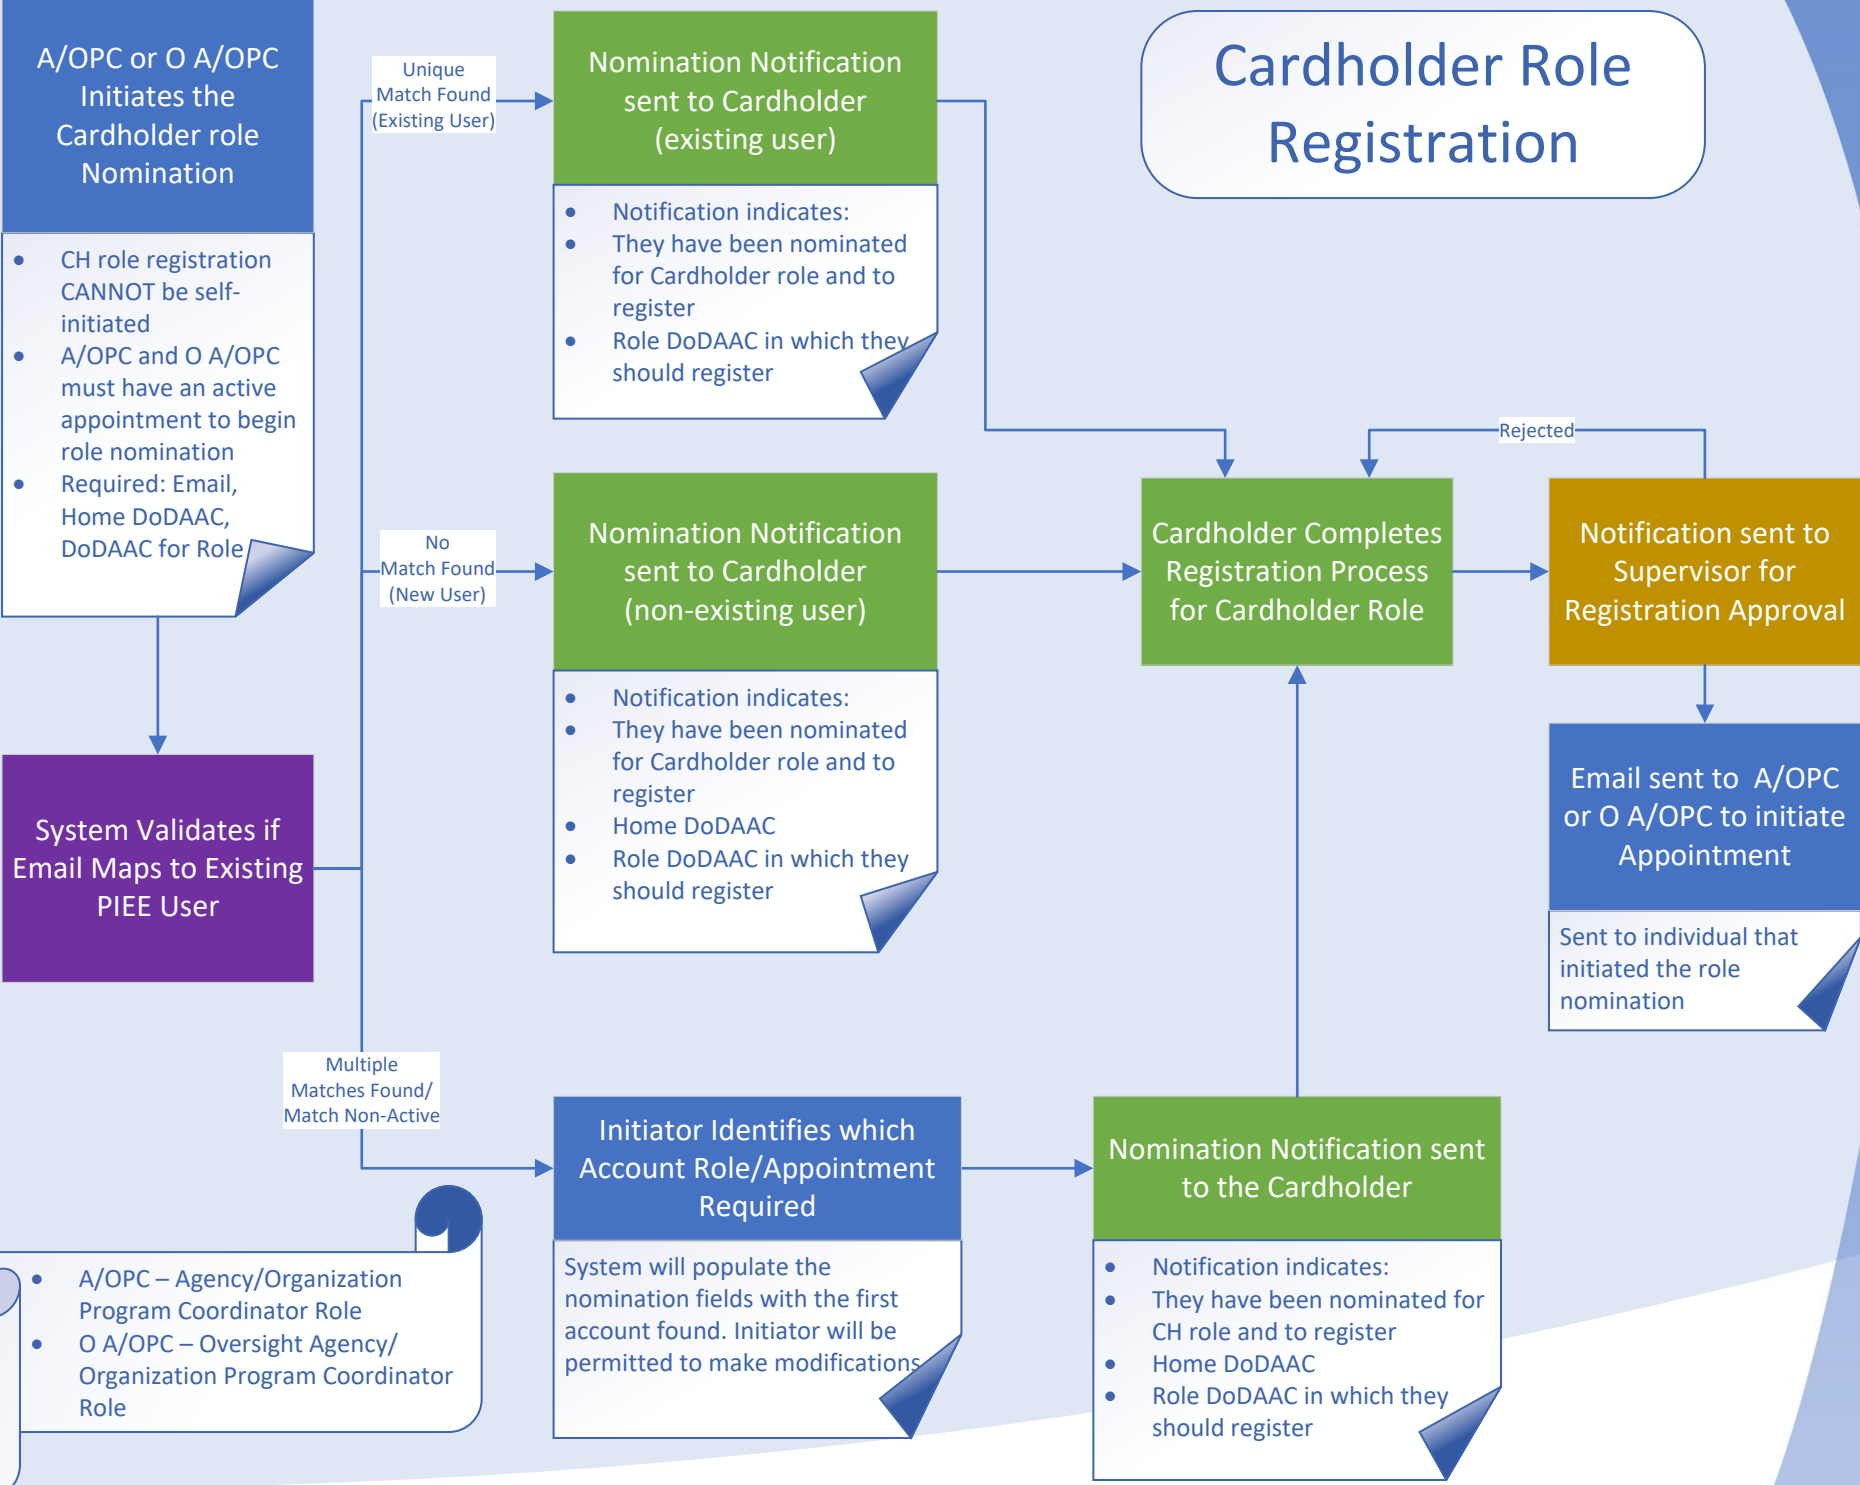 A/OPC or O A/OPC
Initiates the
Cardholder role
Nomination
• CH role registration
CANNOT be self-
initiated
• A/OPC and O A/OPC
must have an active
appointment to begin
role nomination
• Required: Email,
Home DoDAAC,
DoDAAC for Role
System Validates if
Email Maps to Existing
PIEE User
Unique
Match Found
(Existing User)
Nomination Notification
sent to Cardholder
(existing user)
• Notification indicates:
• They have been nominated
for Cardholder role and to
register
• Role DoDAAC in which they
should register
Cardholder Role
Registration
No
Match Found
(New User)
Nomination Notification
sent to Cardholder
(non-existing user)
• Notification indicates:
• They have been nominated
for Cardholder role and to
register
• Home DoDAAC
• Role DoDAAC in which they
should register
Cardholder Completes
Registration Process
for Cardholder Role
Rejected
Notification sent to
Supervisor for
Registration Approval
Email sent to A/OPC
or O A/OPC to initiate
Appointment
Sent to individual that
initiated the role
nomination
Multiple
Matches Found/
Match Non-Active
Initiator Identifies which
Account Role/Appointment
Required
System will populate the
nomination fields with the first
account found. Initiator will be
permitted to make modifications
Nomination Notification sent
to the Cardholder
• Notification indicates:
• They have been nominated for
CH role and to register
• Home DoDAAC
• Role DoDAAC in which they
should register
• A/OPC – Agency/Organization
Program Coordinator Role
• O A/OPC – Oversight Agency/
Organization Program Coordinator
Role